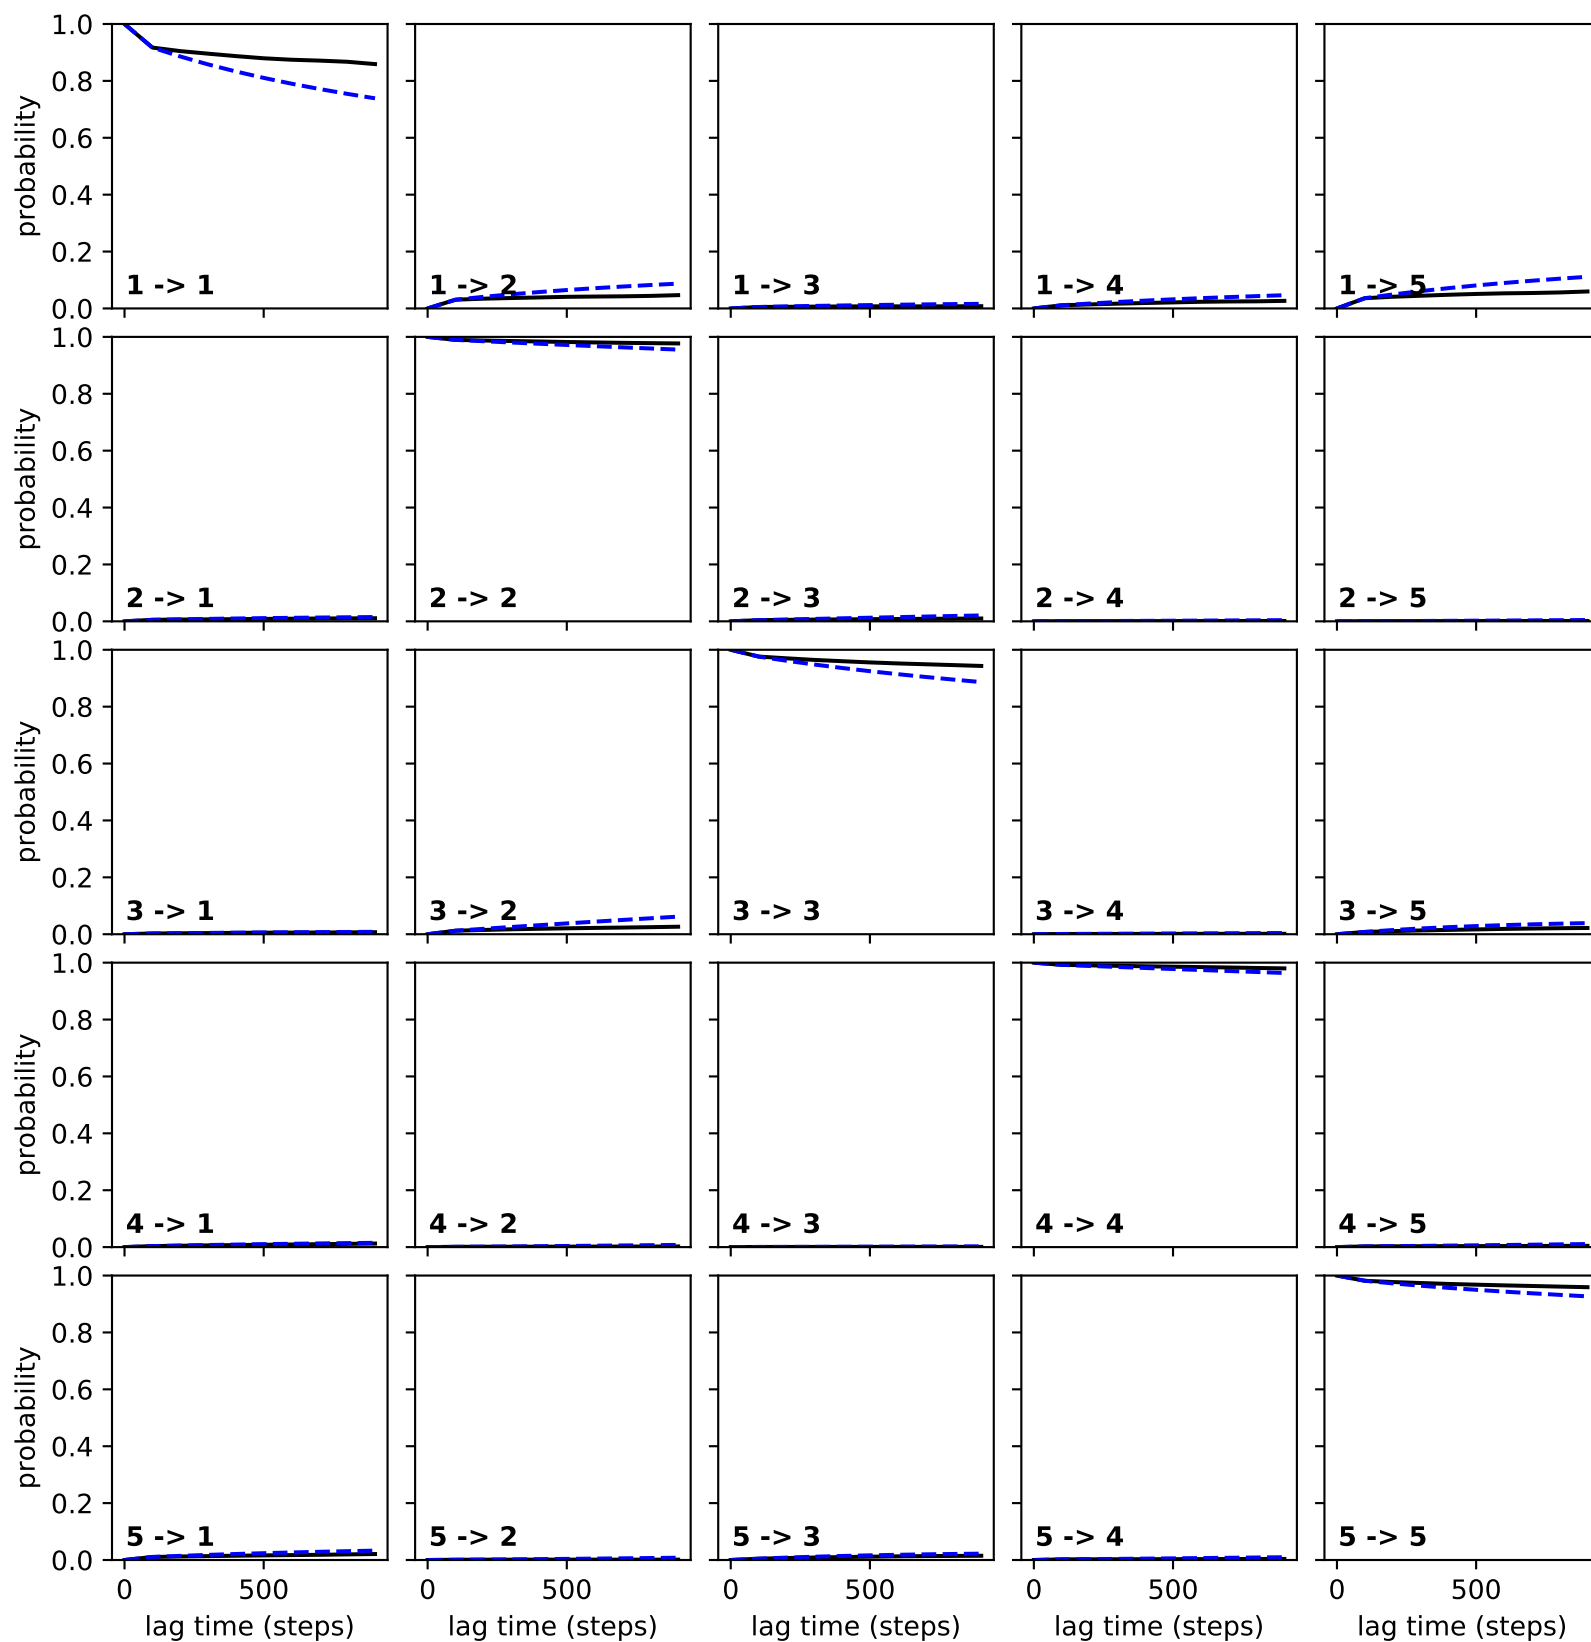 1.0
0.8
0.6
0.4
0.2
0.0
probability
1 -> 1
1 -> 2
1 -> 3
1 -> 4
1 -> 5
1.0
0.8
0.6
0.4
0.2
0.0
probability
2 -> 1
2 -> 2
2 -> 3
2 -> 4
2 -> 5
1.0
0.8
0.6
0.4
0.2
0.0
probability
3 -> 1
3 -> 2
3 -> 3
3 -> 4
3 -> 5
1.0
0.8
0.6
0.4
0.2
0.0
probability
4 -> 1
4 -> 2
4 -> 3
4 -> 4
4 -> 5
1.0
0.8
0.6
0.4
0.2
0.0
probability
5 -> 1
5 -> 2
5 -> 3
5 -> 4
5 -> 5
0 500
0 500
0 500
0 500
0 500
lag time (steps)
lag time (steps)
lag time (steps)
lag time (steps)
lag time (steps)